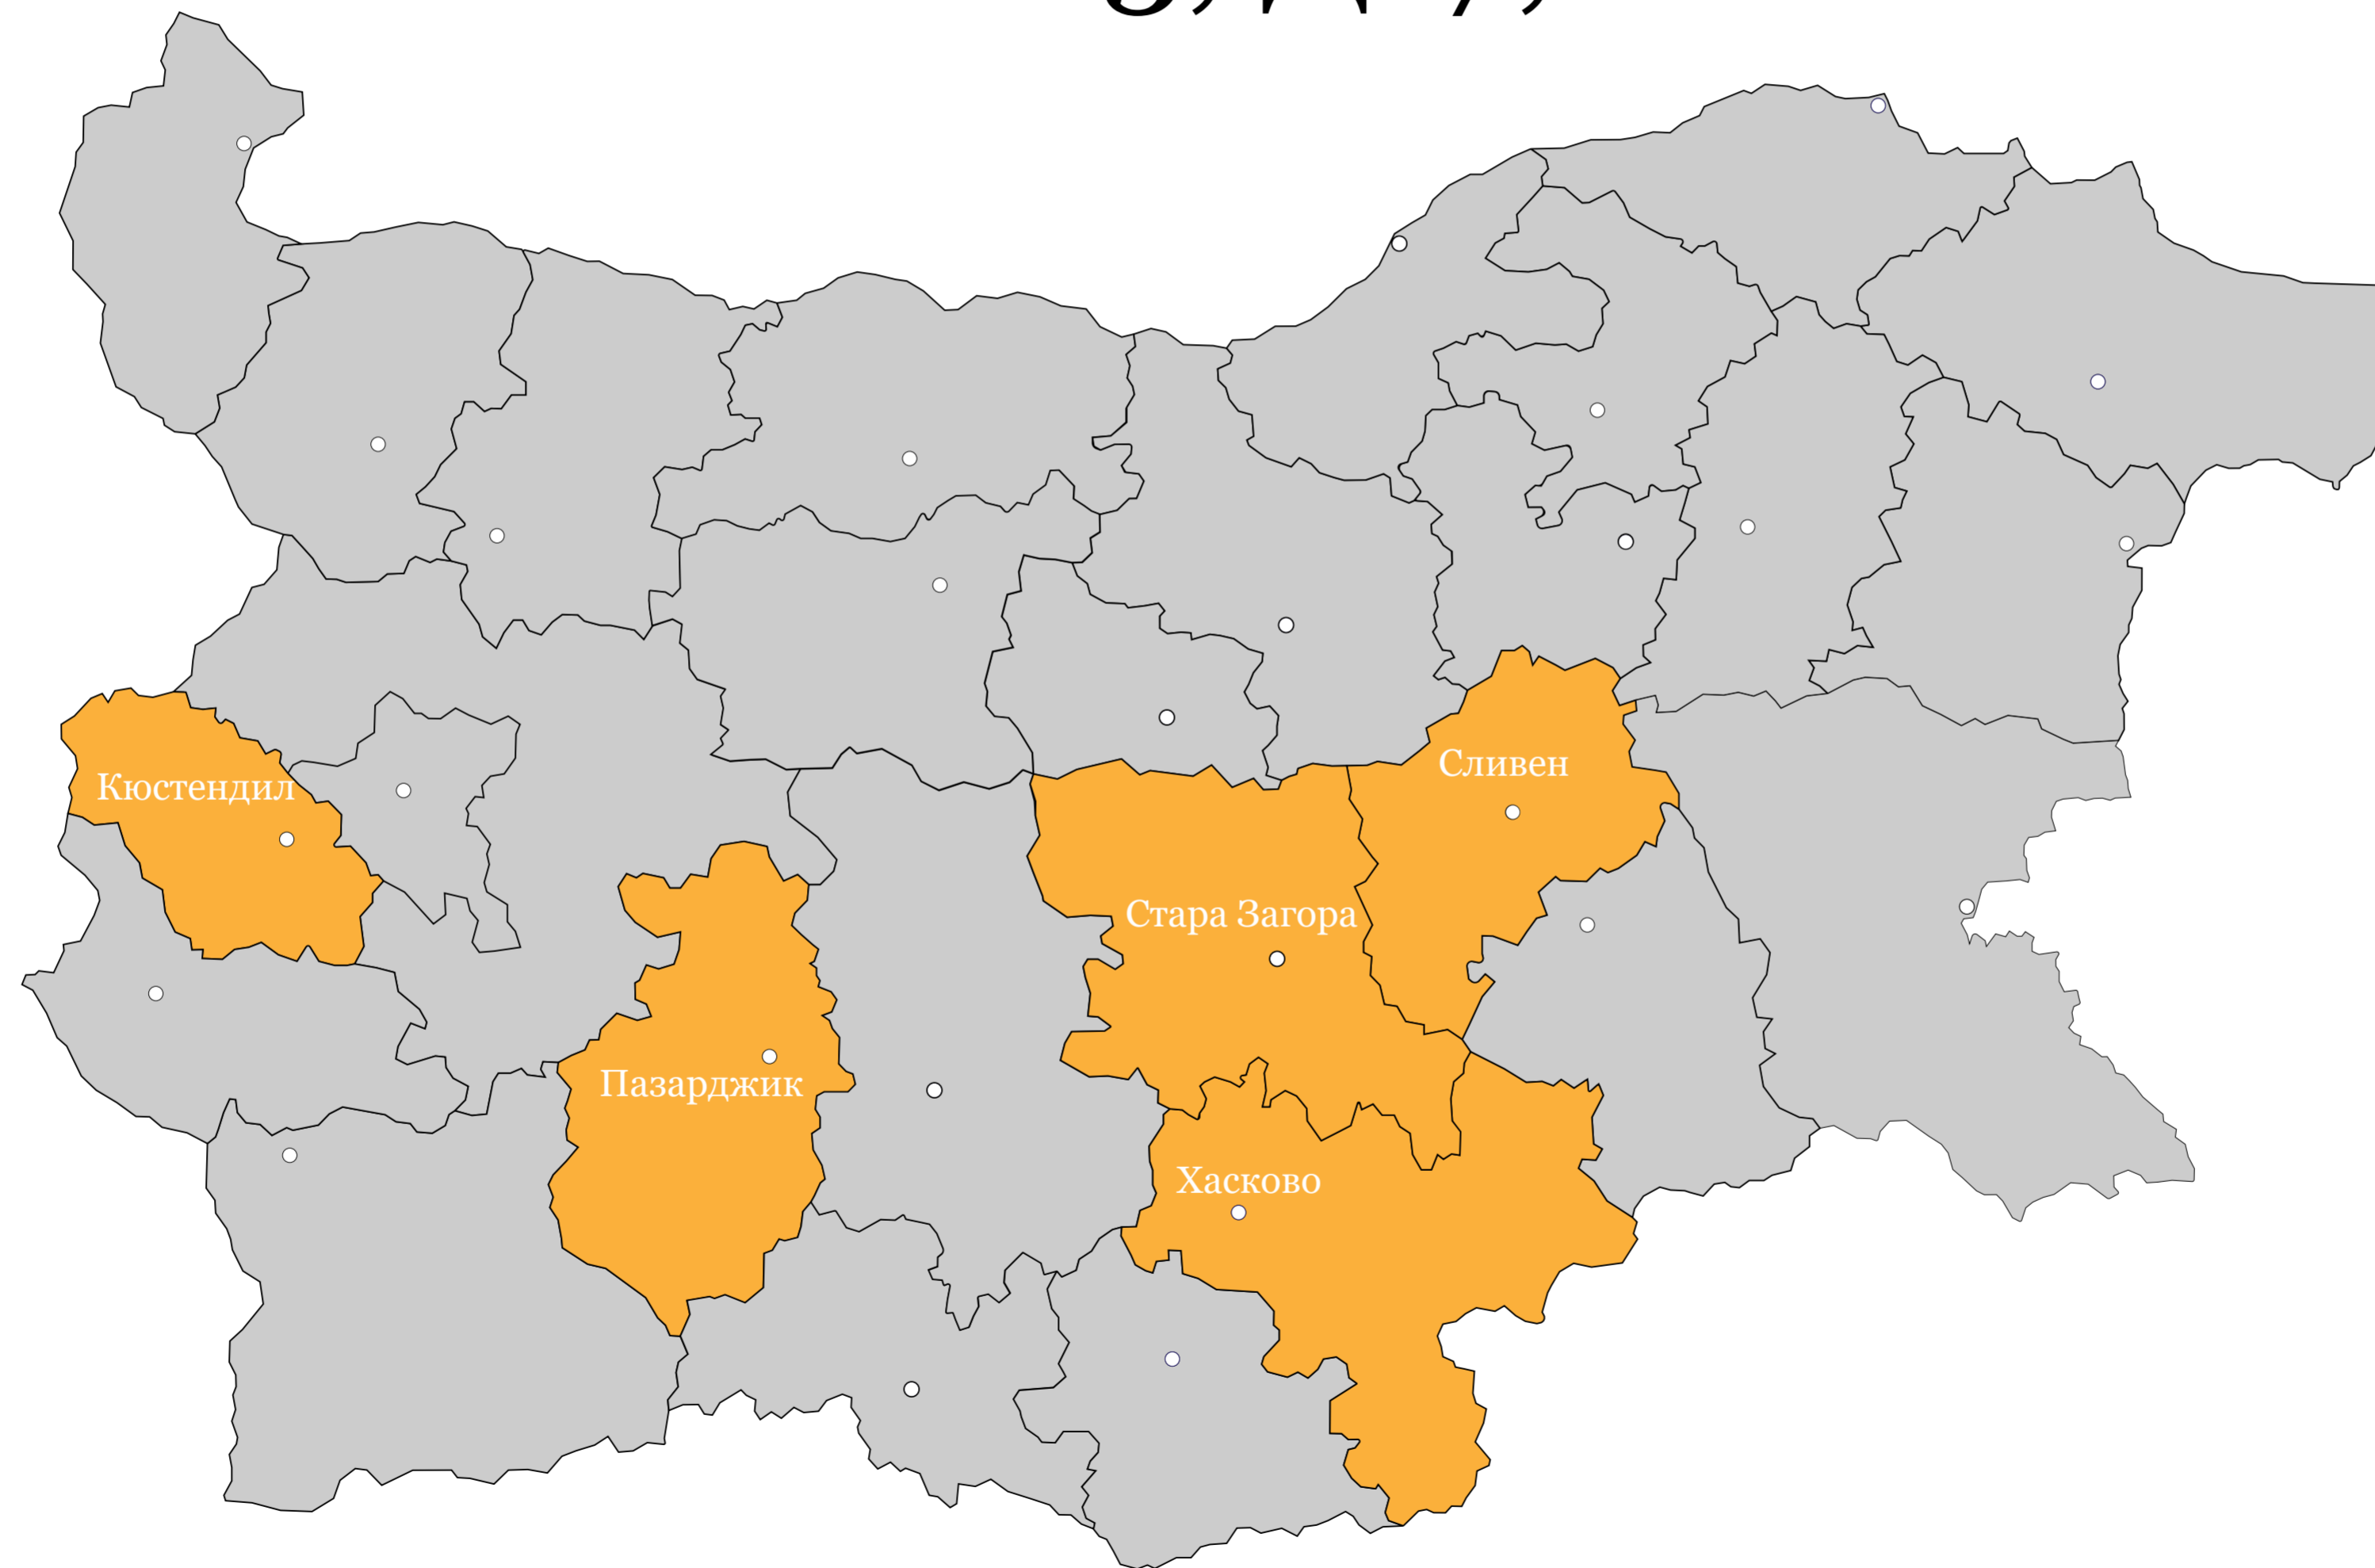 Сливен
Кюстендил
Стара Загора
Пазарджик
Хасково